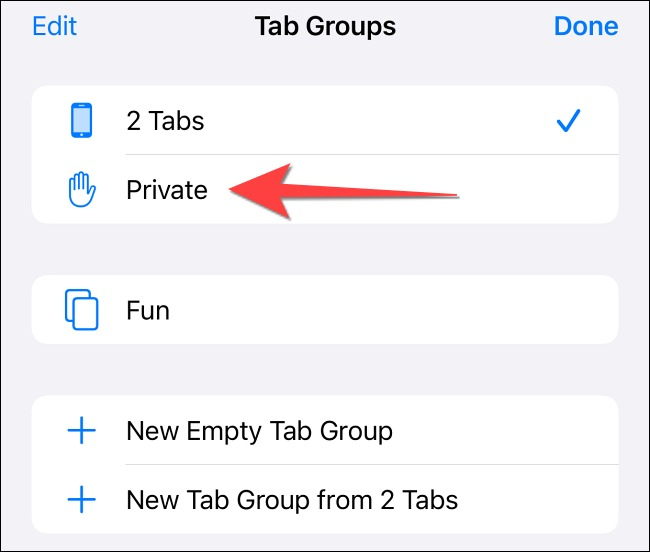 Edit Tab Groups Done
2 Tabs
Private
Fun
New Empty Tab Group
New Tab Group from 2 Tabs